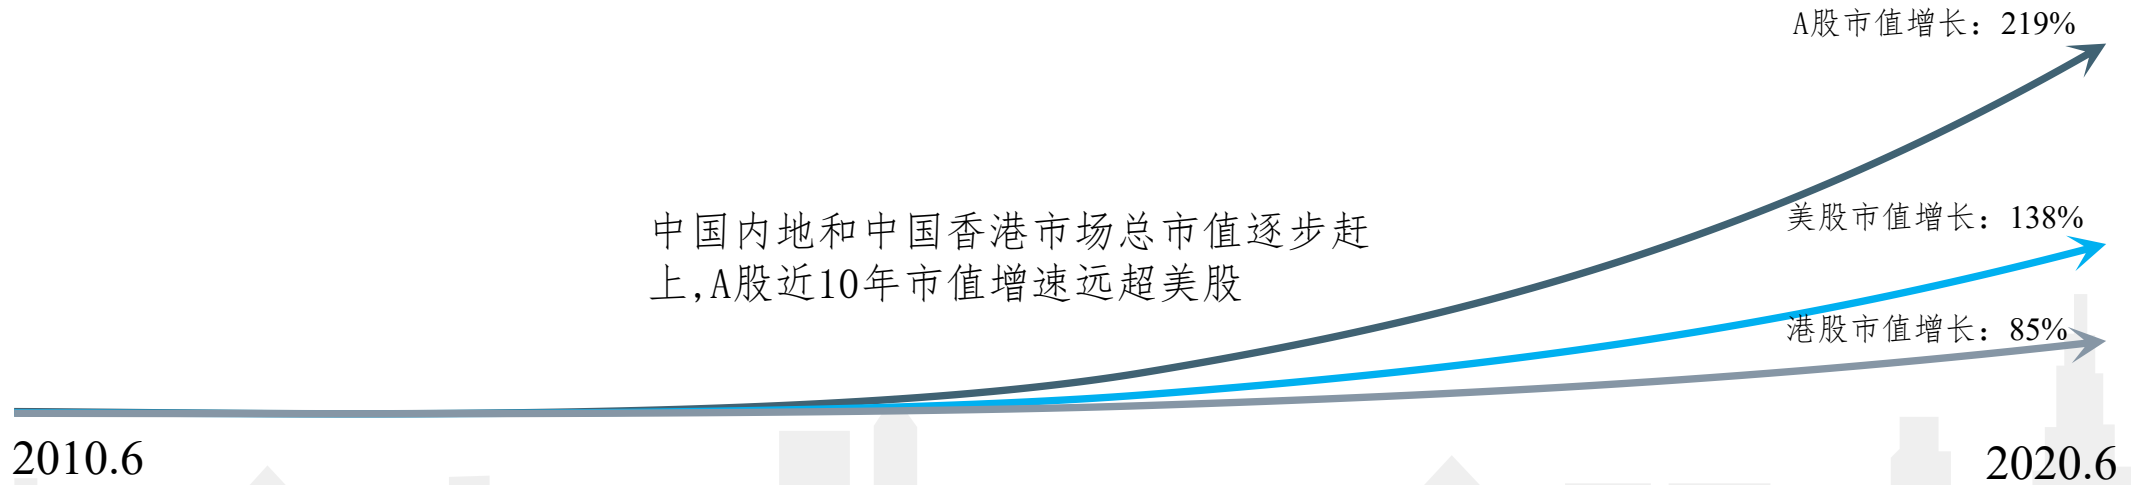 A股市值增长：219%
中国内地和中国香港市场总市值逐步赶
上,A股近10年市值增速远超美股
美股市值增长：138%
港股市值增长：85%
2010.6
2020.6